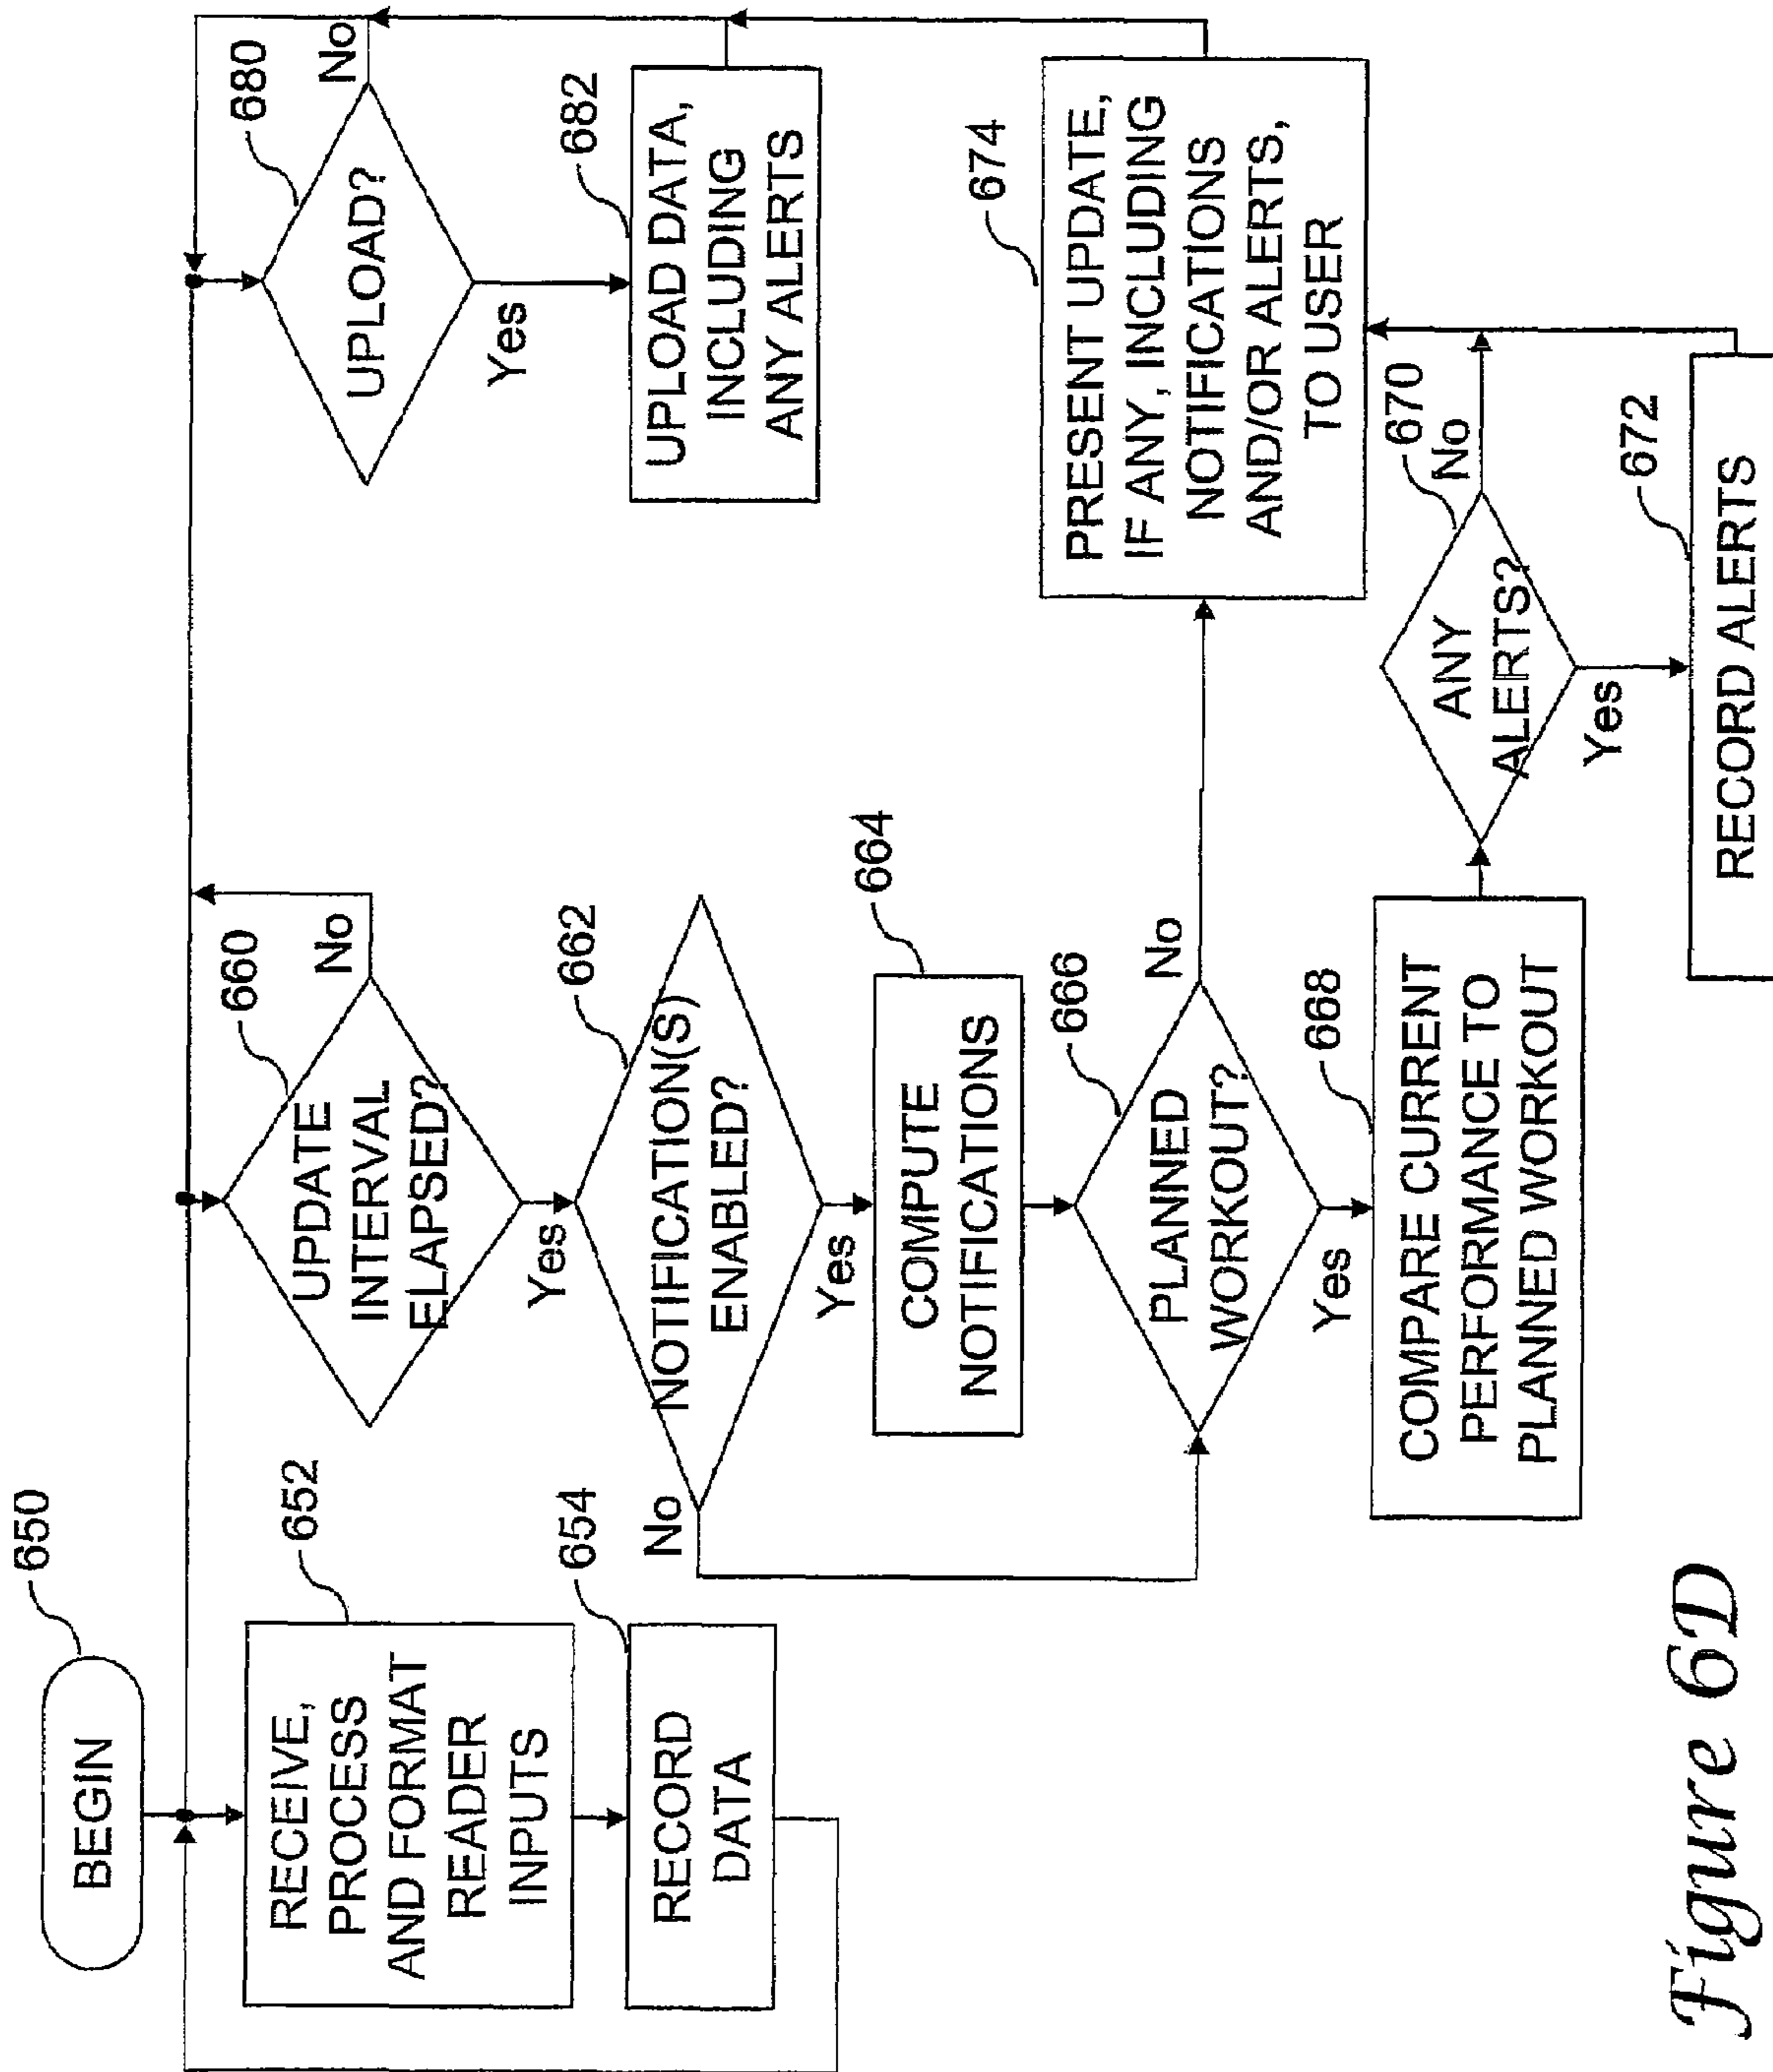 650
BEGIN
652
RECEIVE,
PROCESS
AND FORMAT
READER
INPUTS
654
RECORD
DATA
660
UPDATE
INTERVAL
ELAPSED?
No
Yes
662
NOTIFICATION(S)
ENABLED?
No
Yes
664
COMPUTE
NOTIFICATIONS
666
PLANNED
WORKOUT?
No
Yes
668
COMPARE CURRENT
PERFORMANCE TO
PLANNED WORKOUT
670
ANY
ALERTS?
No
Yes
672
RECORD ALERTS
674
PRESENT UPDATE,
IF ANY, INCLUDING
NOTIFICATIONS
AND/OR ALERTS,
TO USER
680
UPLOAD?
No
Yes
682
UPLOAD DATA,
INCLUDING
ANY ALERTS
Figure 6D